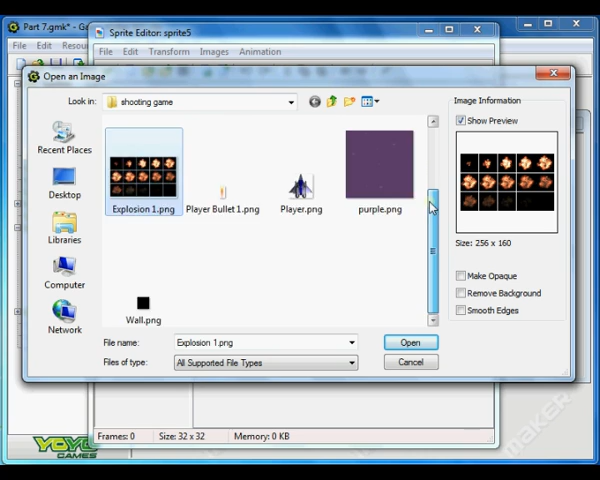 Part 7.gmk* - Ga
File Edit Resou
Sprite Editor: sprite5
File Edit Transform Images Animation
Open an Image
Look in: shooting game
Image Information
Show Preview
Recent Places
Desktop
Libraries
Computer
Network
Explosion 1.png
Player Bullet 1.png
Player.png
purple.png
Wall.png
Size: 256 x 160
Make Opaque
Remove Background
Smooth Edges
File name: Explosion 1.png
Open
Files of type: All Supported File Types
Cancel
Frames: 0 Size: 32 x 32 Memory: 0 KB
YOYO
GAMES
maker